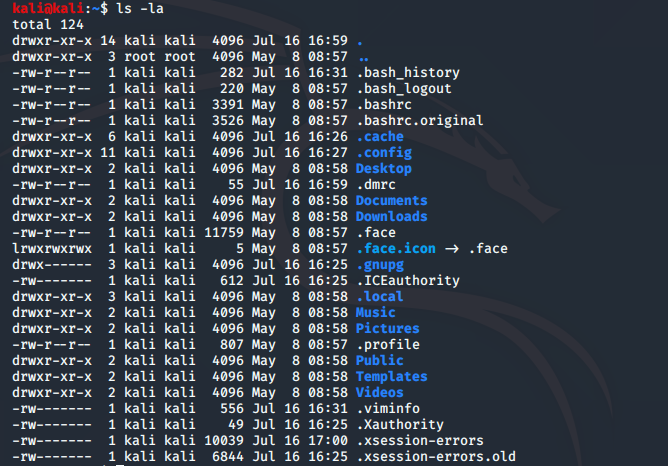 kali@kali:~$ ls -la
total 124
drwxr-xr-x 14 kali kali  4096 Jul 16 16:59 .
drwxr-xr-x  3 root root  4096 May  8 08:57 ..
-rw-r--r--  1 kali kali   282 Jul 16 16:31 .bash_history
-rw-r--r--  1 kali kali   220 May  8 08:57 .bash_logout
-rw-r--r--  1 kali kali  3391 May  8 08:57 .bashrc
-rw-r--r--  1 kali kali  3526 May  8 08:57 .bashrc.original
drwxr-xr-x  6 kali kali  4096 Jul 16 16:26 .cache
drwxr-xr-x 11 kali kali  4096 Jul 16 16:27 .config
drwxr-xr-x  2 kali kali  4096 May  8 08:58 Desktop
-rw-r--r--  1 kali kali    55 Jul 16 16:59 .dmrc
drwxr-xr-x  2 kali kali  4096 May  8 08:58 Documents
drwxr-xr-x  2 kali kali  4096 May  8 08:58 Downloads
-rw-r--r--  1 kali kali 11759 May  8 08:57 .face
lrwxrwxrwx  1 kali kali     5 May  8 08:57 .face.icon → .face
drwx------  3 kali kali  4096 Jul 16 16:25 .gnupg
-rw-------  1 kali kali   612 Jul 16 16:25 .ICEauthority
drwxr-xr-x  3 kali kali  4096 May  8 08:58 .local
drwxr-xr-x  2 kali kali  4096 May  8 08:58 Music
drwxr-xr-x  2 kali kali  4096 May  8 08:58 Pictures
-rw-r--r--  1 kali kali   807 May  8 08:57 .profile
drwxr-xr-x  2 kali kali  4096 May  8 08:58 Public
drwxr-xr-x  2 kali kali  4096 May  8 08:58 Templates
drwxr-xr-x  2 kali kali  4096 May  8 08:58 Videos
-rw-------  1 kali kali   556 Jul 16 16:31 .viminfo
-rw-------  1 kali kali    49 Jul 16 16:25 .Xauthority
-rw-------  1 kali kali 10039 Jul 16 17:00 .xsession-errors
-rw-------  1 kali kali  6844 Jul 16 16:25 .xsession-errors.old